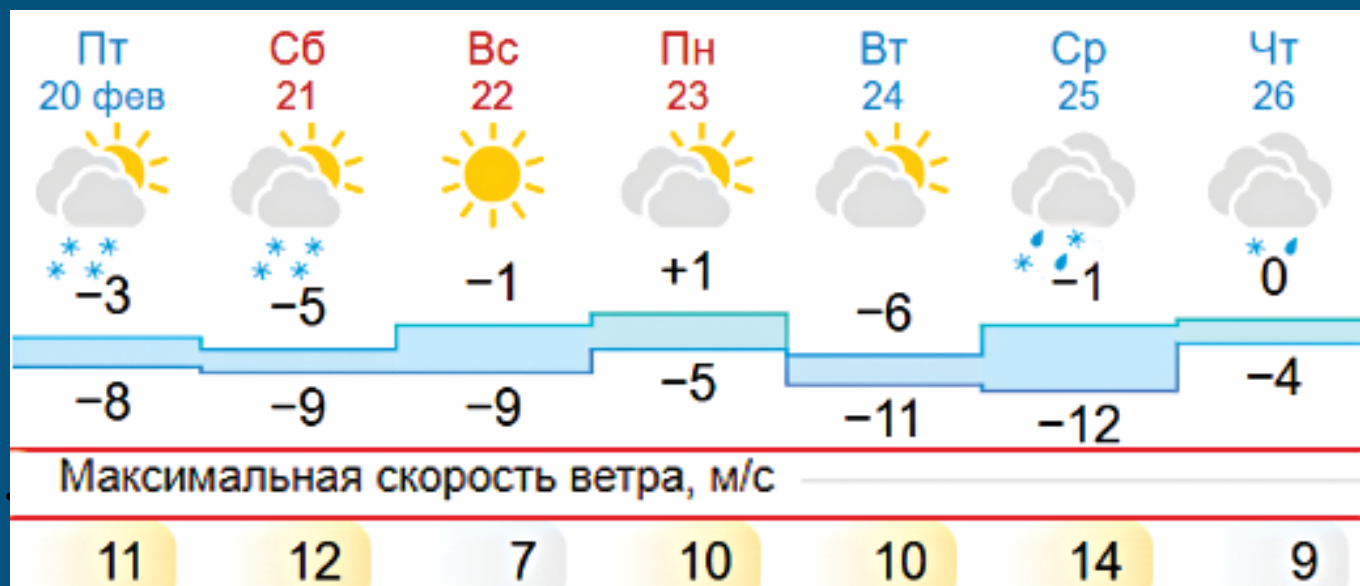 Пт Сб Вс Пн Вт Ср Чт
20 фев 21 22 23 24 25 26
−3 −5 −1 +1 −6 −1 0
−8 −9 −9 −5 −11 −12 −4
Максимальная скорость ветра, м/с
11 12 7 10 10 14 9